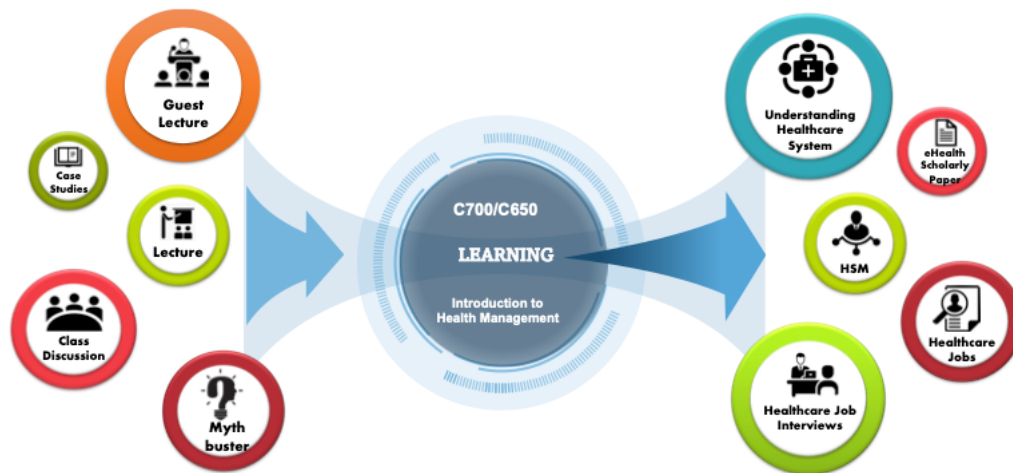 Guest
Lecture
Case
Studies
Lecture
Class
Discussion
Myth
buster
C700/C650
LEARNING
Introduction to
Health Management
Understanding
Healthcare
System
eHealth
Scholarly
Paper
HSM
Healthcare
Jobs
Healthcare Job
Interviews